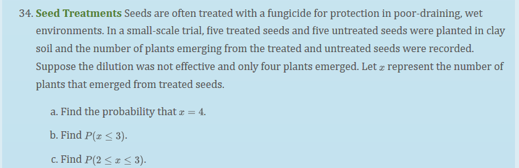 34. Seed Treatments Seeds are often treated with a fungicide for protection in poor-draining, wet
environments. In a small-scale trial, five treated seeds and five untreated seeds were planted in clay
soil and the number of plants emerging from the treated and untreated seeds were recorded.
Suppose the dilution was not effective and only four plants emerged. Let x represent the number of
plants that emerged from treated seeds.
a. Find the probability that x = 4.
b. Find P(x ≤ 3).
c. Find P(2 ≤ x ≤ 3).